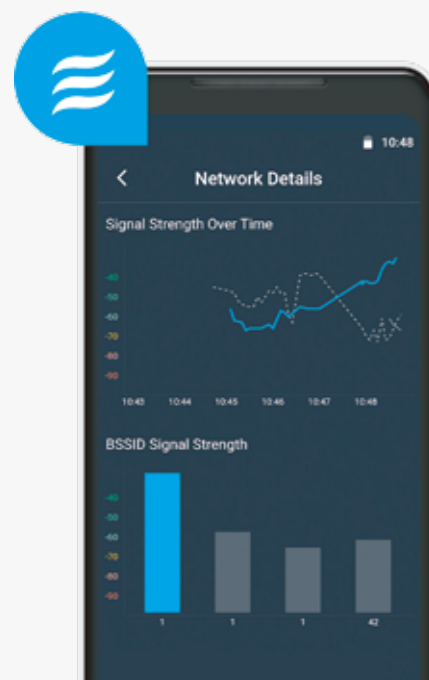 10:48
Network Details
Signal Strength Over Time
-40
-50
-60
-70
-80
-90
10:43 10:44 10:45 10:46 10:47 10:48
BSSID Signal Strength
-40
-50
-60
-70
-80
-90
1 1 1 42